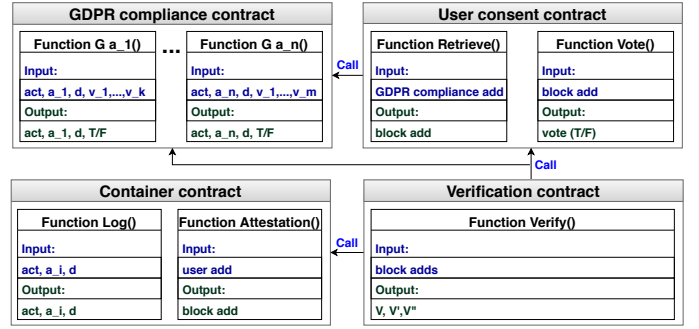 GDPR compliance contract
Function G a_1()
Input:
act, a_1, d, v_1,...,v_k
Output:
act, a_1, d, T/F
...
Function G a_n()
Input:
act, a_n, d, v_1,...,v_m
Output:
act, a_n, d, T/F
Call
User consent contract
Function Retrieve()
Input:
GDPR compliance add
Output:
block add
Function Vote()
Input:
block add
Output:
vote (T/F)
Call
Container contract
Function Log()
Input:
act, a_i, d
Output:
act, a_i, d
Function Attestation()
Input:
user add
Output:
block add
Call
Verification contract
Function Verify()
Input:
block adds
Output:
V, V',V"